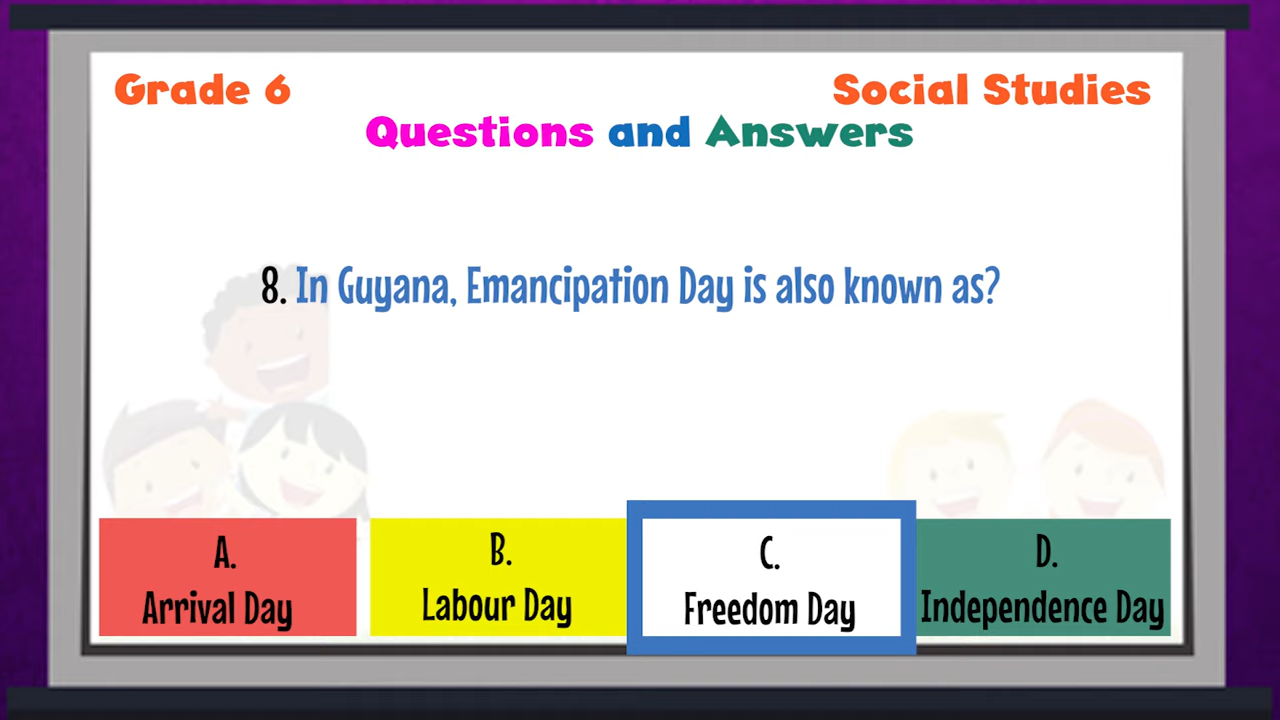 Grade 6
Social Studies
Questions and Answers
8. In Guyana, Emancipation Day is also known as?
A.
Arrival Day
B.
Labour Day
C.
Freedom Day
D.
Independence Day